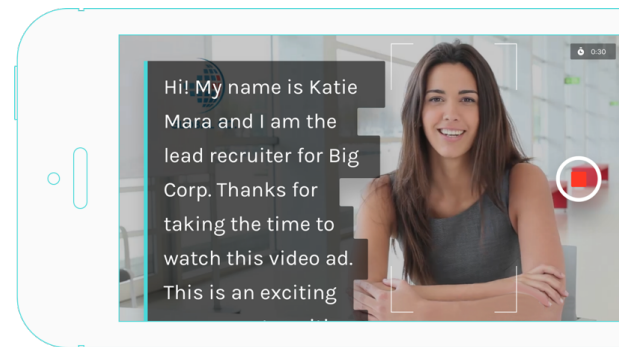 0:30
Hi! My name is Katie
Mara and I am the
lead recruiter for Big
Corp. Thanks for
taking the time to
watch this video ad.
This is an exciting